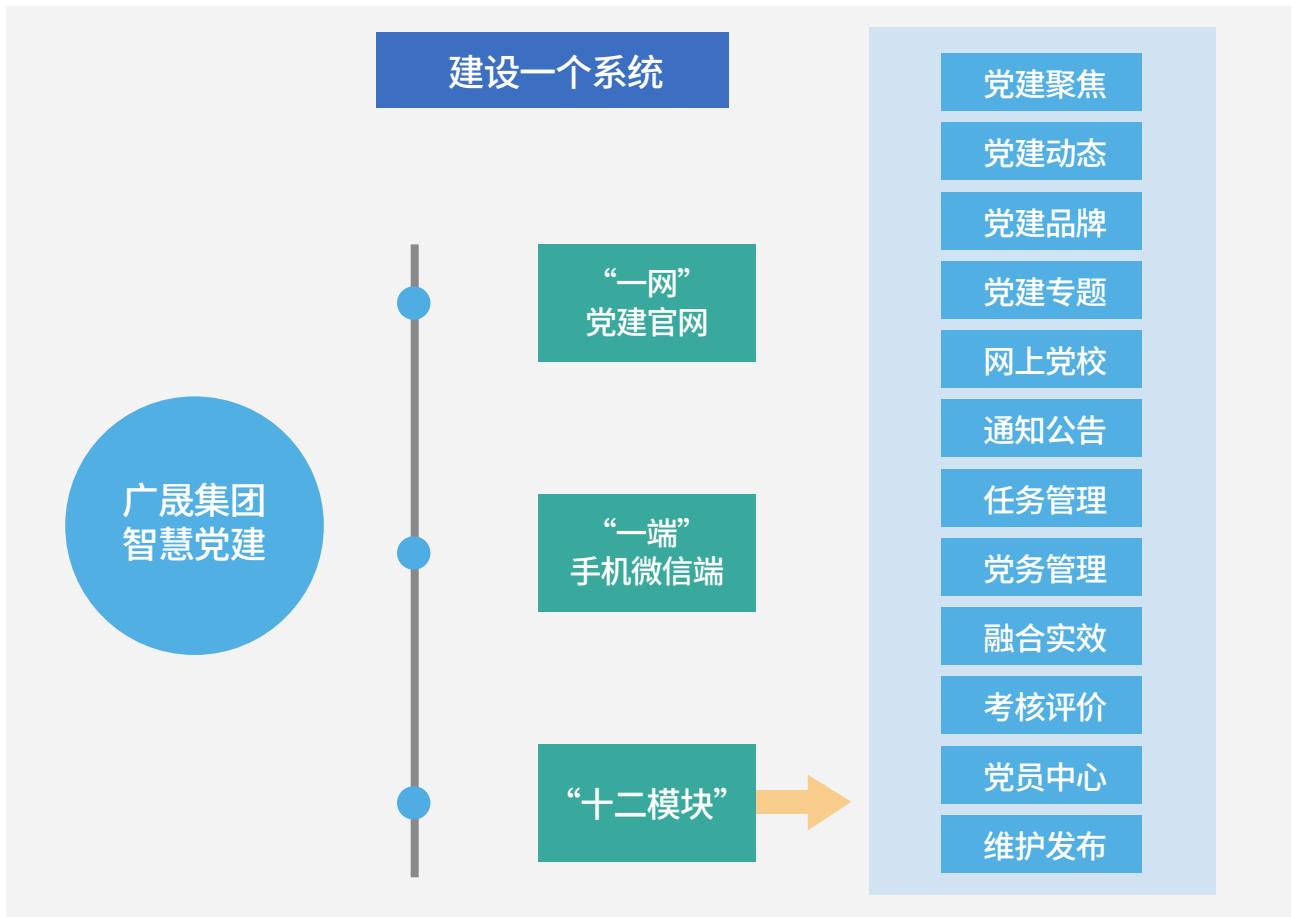 建设一个系统
广晟集团
智慧党建
“一网”
党建官网
“一端”
手机微信端
“十二模块”
党建聚焦
党建动态
党建品牌
党建专题
网上党校
通知公告
任务管理
党务管理
融合实效
考核评价
党员中心
维护发布